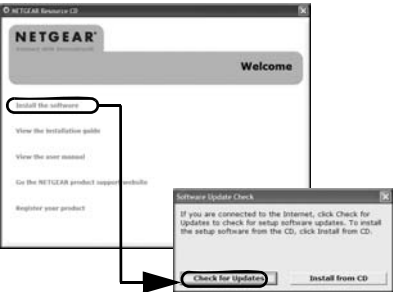 NETGEAR Resource CD
NETGEAR®
Connect with Innovation™
Welcome
Install the software
View the installation guide
View the user manual
Go the NETGEAR product support website
Register your product
Software Update Check
If you are connected to the Internet, click Check for
Updates to check for setup software updates. To install
the setup software from the CD, click Install from CD.
Check for Updates
Install from CD